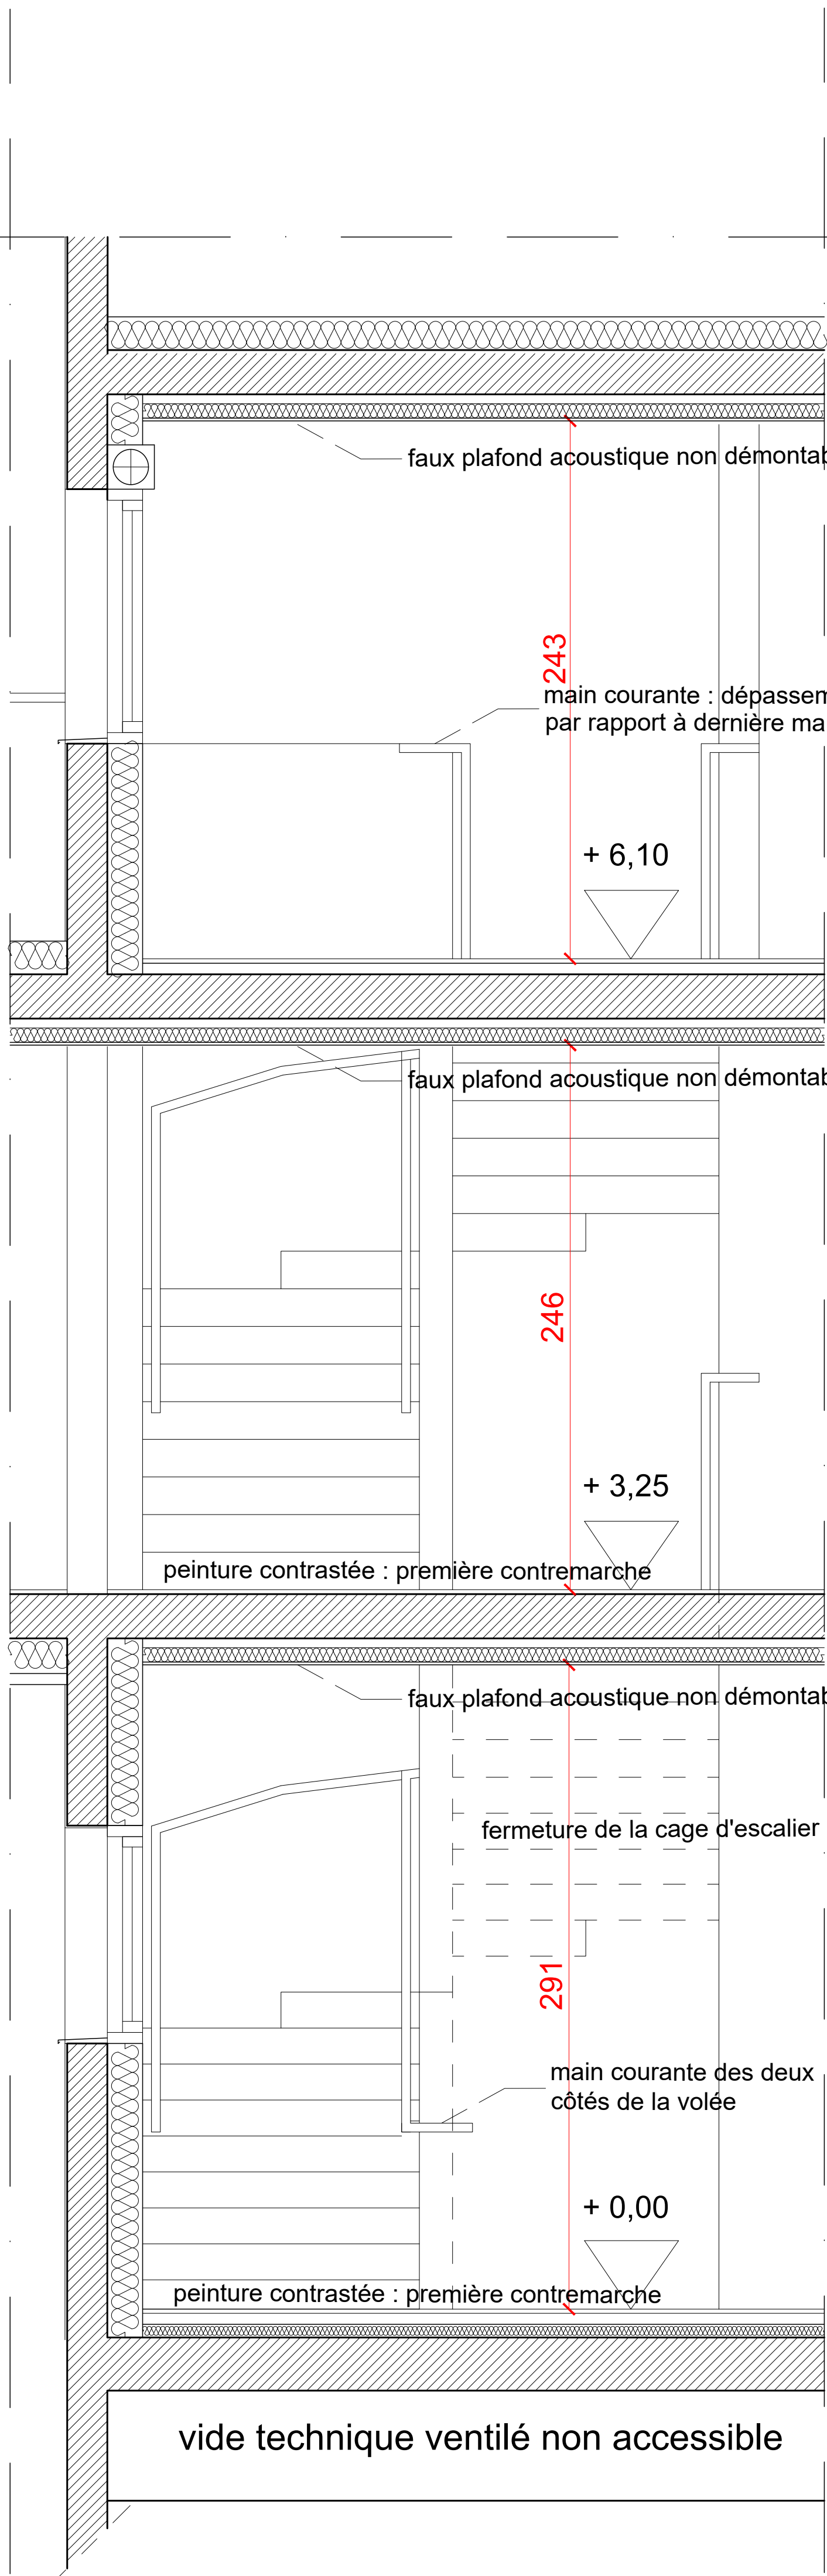 faux plafond acoustique non démontab
243
main courante : dépassem
par rapport à dernière ma
+ 6,10
faux plafond acoustique non démontab
246
+ 3,25
peinture contrastée : première contremarche
faux plafond acoustique non démontab
fermeture de la cage d'escalier
291
main courante des deux
côtés de la volée
+ 0,00
peinture contrastée : première contremarche
vide technique ventilé non accessible